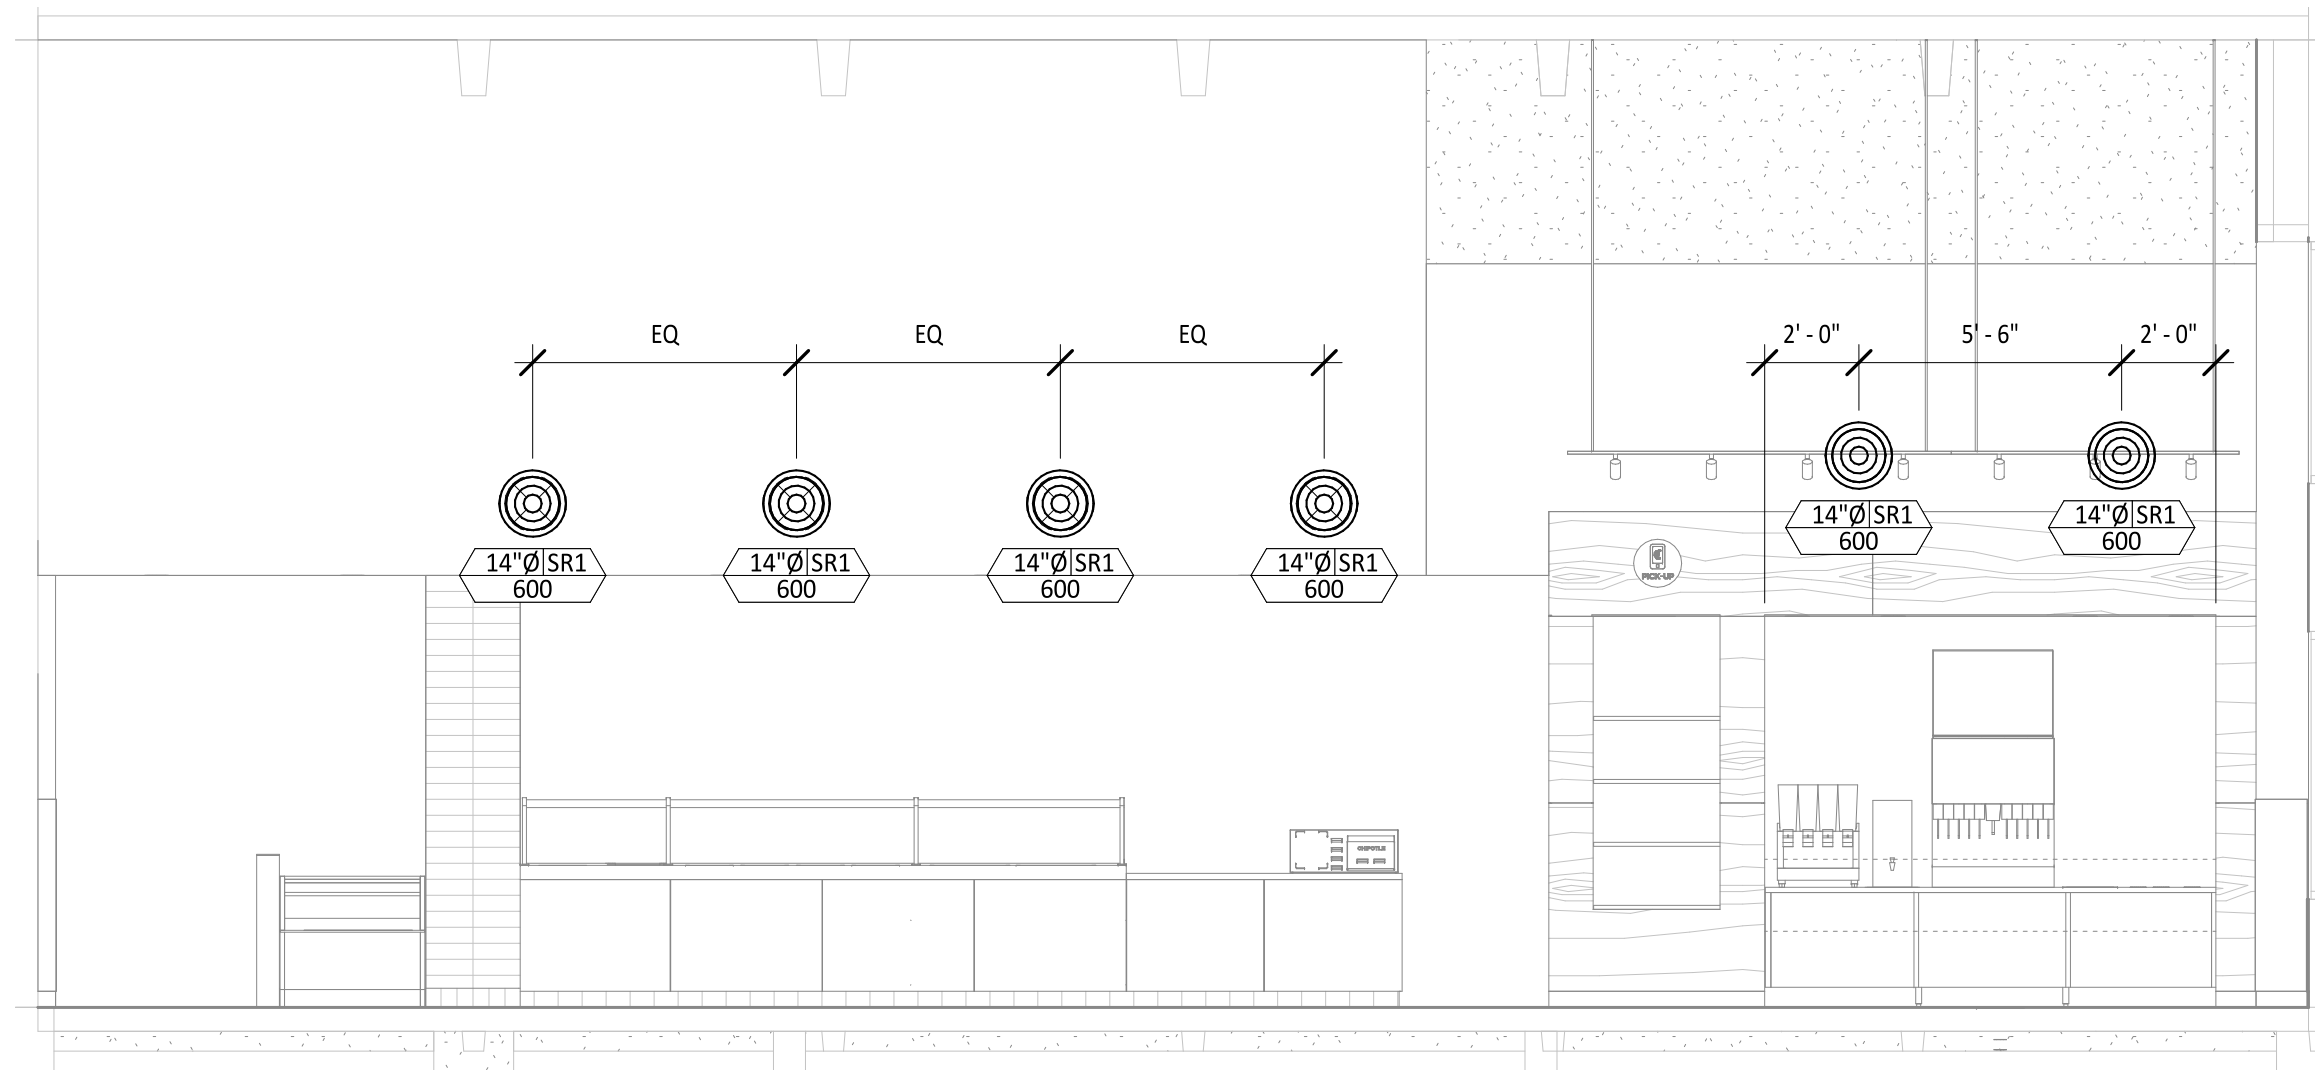 EQ
EQ
EQ
2' - 0"
5' - 6"
2' - 0"
14"Ø SR1
600
14"Ø SR1
600
14"Ø SR1
600
14"Ø SR1
600
14"Ø SR1
600
14"Ø SR1
600
PICK-UP
CHIPOTLE